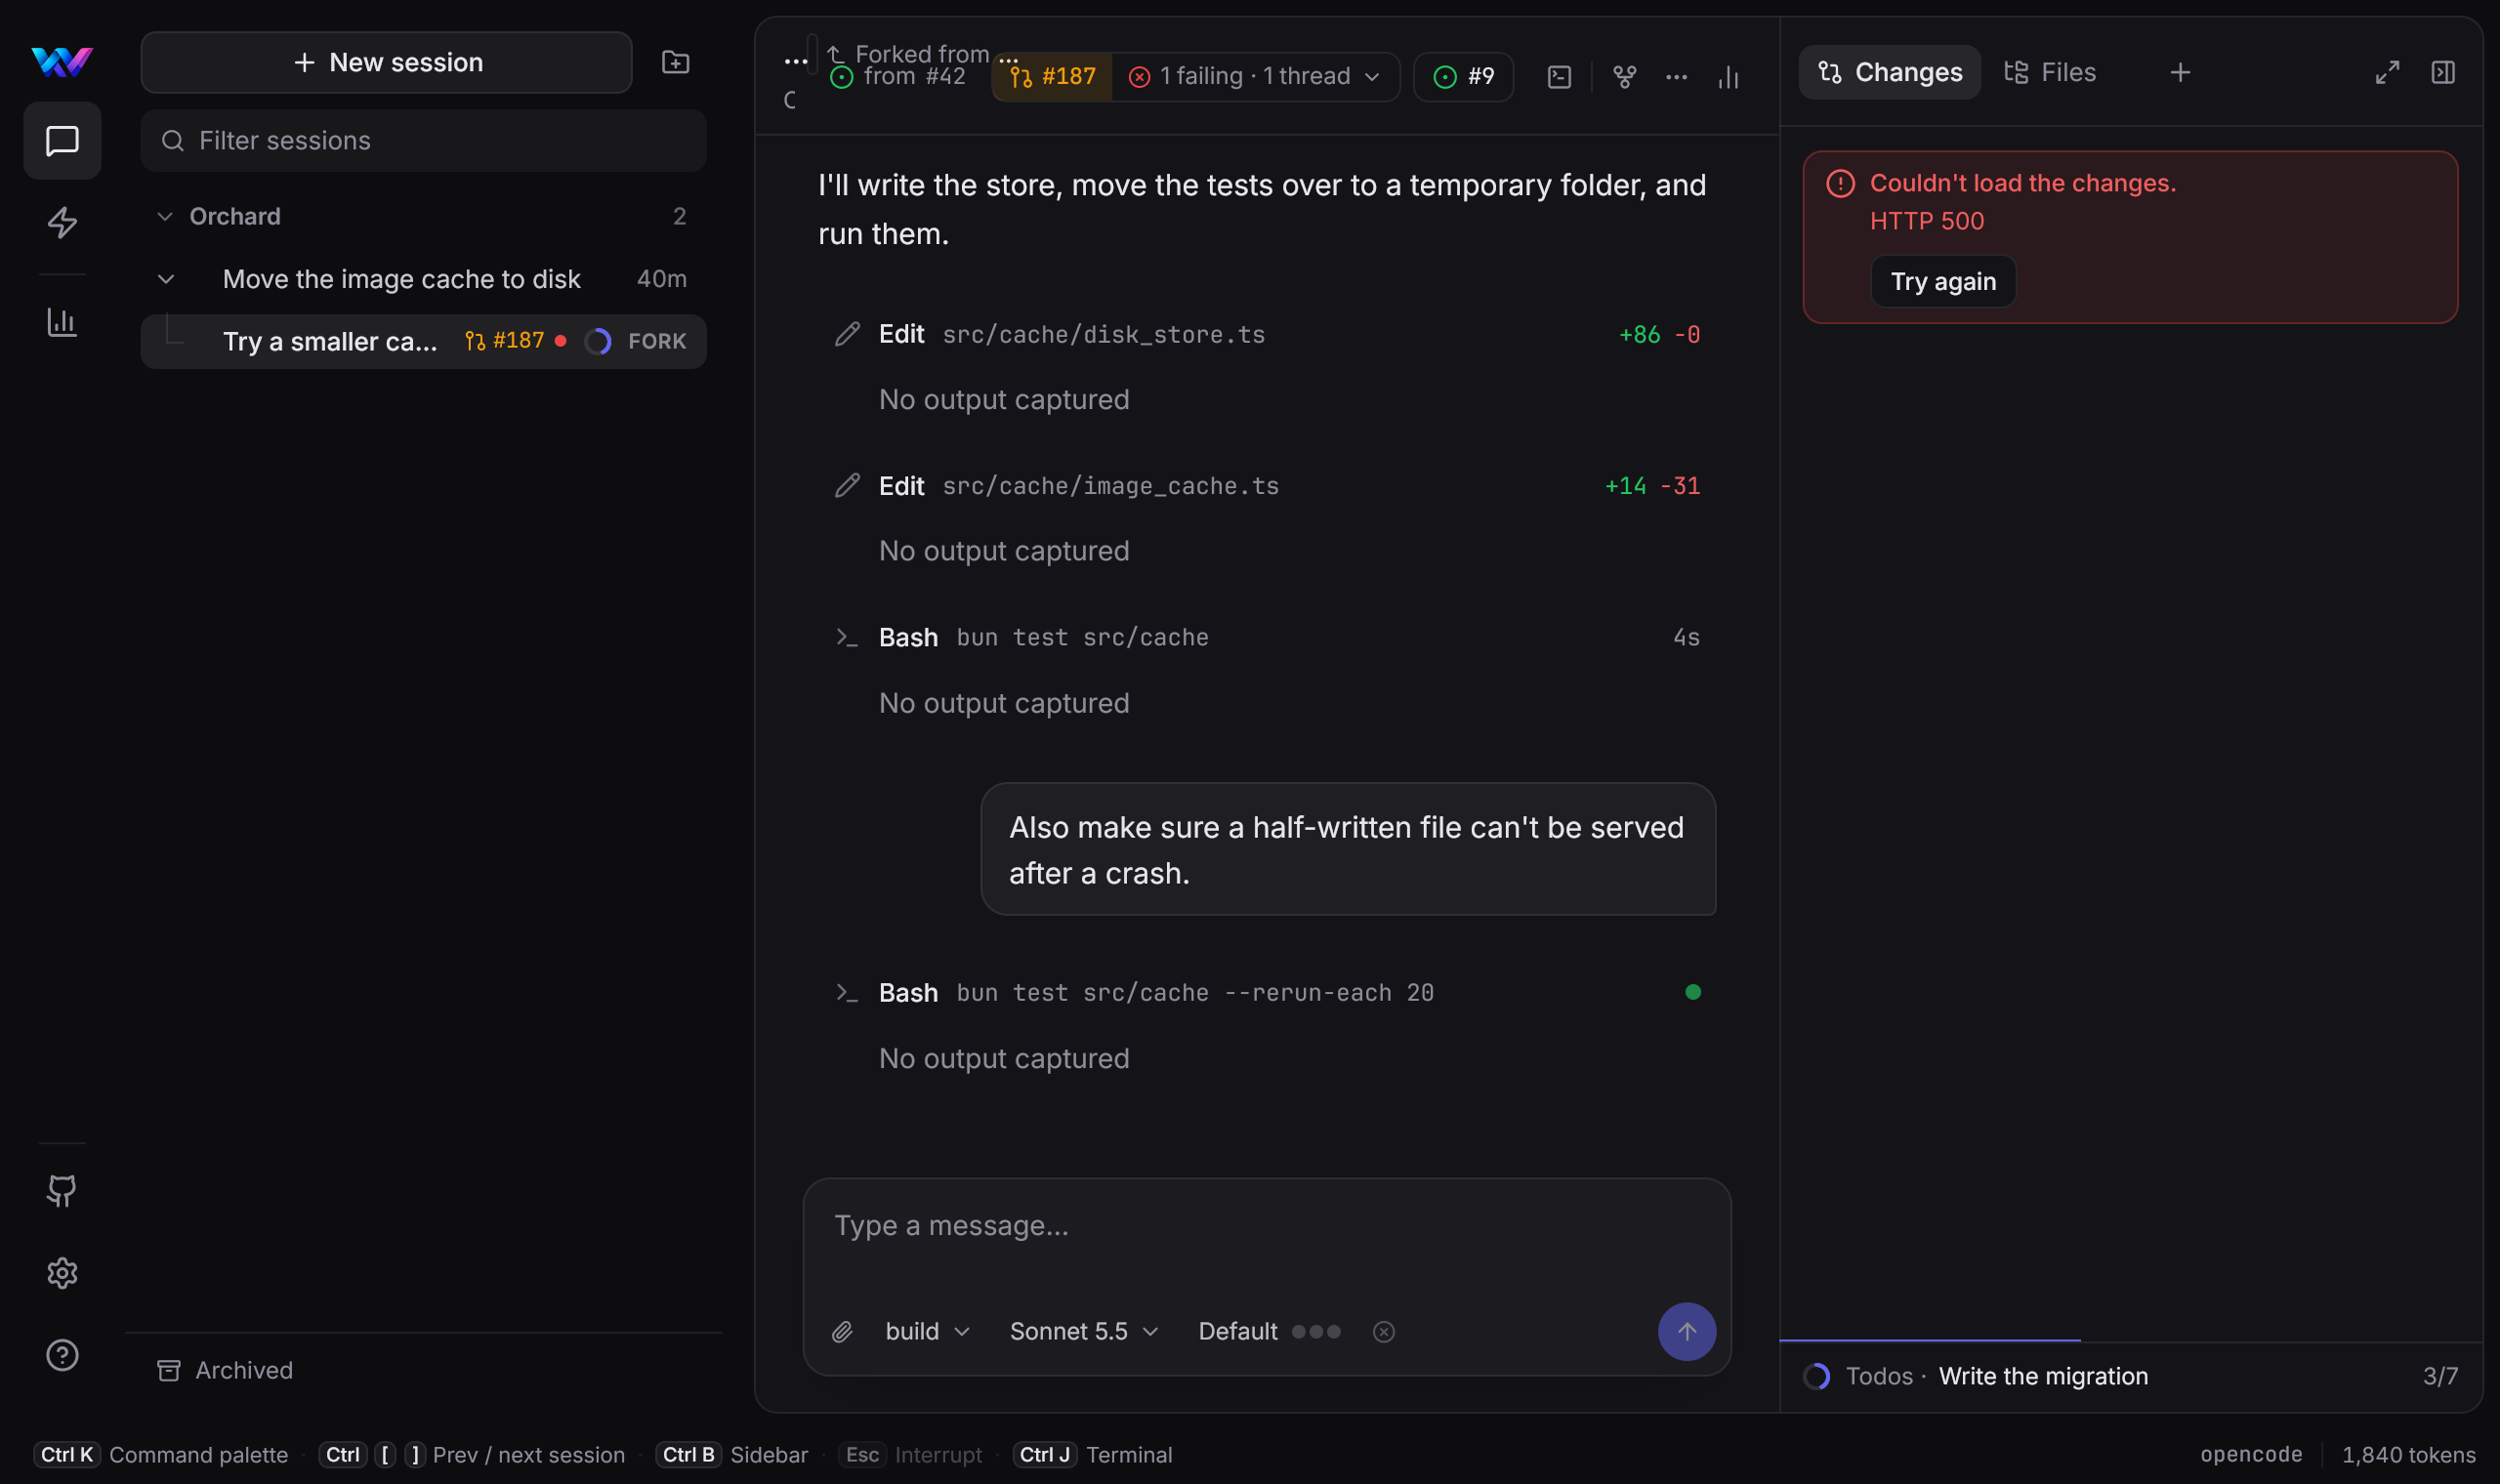 New session
Filter sessions
Orchard 2
Move the image cache to disk 40m
Try a smaller ca... #187 FORK
Archived
... Forked from ...
from #42 #187 1 failing · 1 thread #9
I'll write the store, move the tests over to a temporary folder, and
run them.
Edit src/cache/disk_store.ts +86 -0
No output captured
Edit src/cache/image_cache.ts +14 -31
No output captured
Bash bun test src/cache 4s
No output captured
Also make sure a half-written file can't be served
after a crash.
Bash bun test src/cache --rerun-each 20
No output captured
Type a message...
build Sonnet 5.5 Default
Changes Files
Couldn't load the changes.
HTTP 500
Try again
Todos · Write the migration 3/7
Ctrl K Command palette · Ctrl [ ] Prev / next session · Ctrl B Sidebar · Esc Interrupt · Ctrl J Terminal
opencode 1,840 tokens